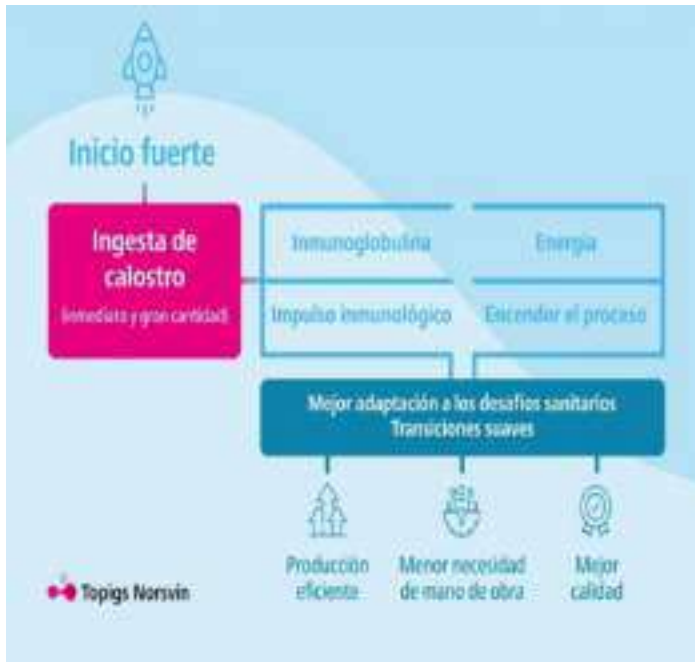 Inicio fuerte
Ingesta de
calostro
(inmediato y gran cantidad)
Inmunoglobulina
Energía
Impulso inmunológico
Encender el proceso
Mejor adaptación a los desafíos sanitarios
Transiciones suaves
Producción
eficiente
Menor necesidad
de mano de obra
Mejor
calidad
Topigs Norsvin